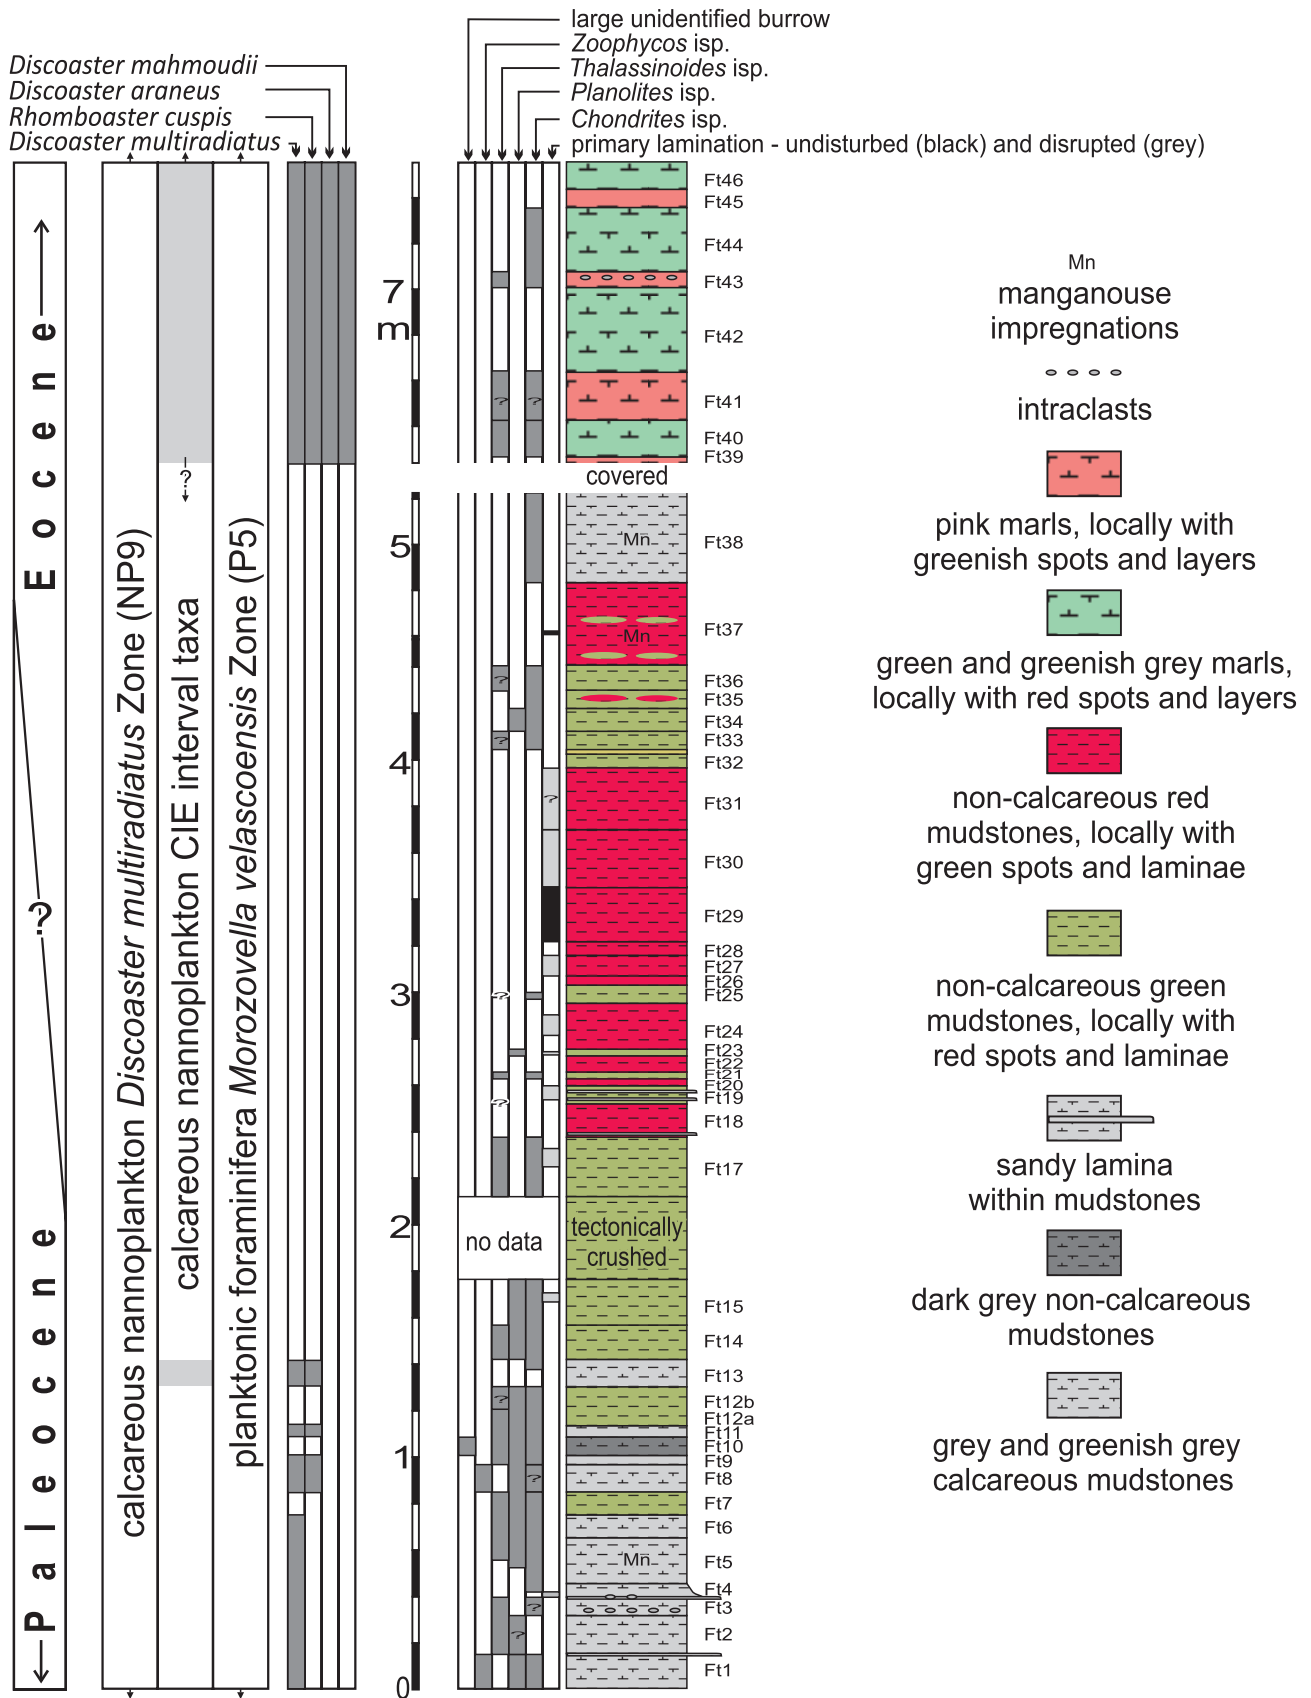 large unidentified burrow
Zoophycos isp.
Thalassinoides isp.
Planolites isp.
Chondrites isp.
primary lamination - undisturbed (black) and disrupted (grey)
Discoaster mahmoudii
Discoaster araneus
Rhomboaster cuspis
Discoaster multiradiatus
Eocene
?
Paleocene
calcareous nannoplankton Discoaster multiradiatus Zone (NP9)
calcareous nannoplankton CIE interval taxa
?
planktonic foraminifera Morozovella velascoensis Zone (P5)
7
m
5
4
3
2
1
0
? ?
covered
Mn
Mn
?
?
?
?
?
no data
tectonically
crushed
?
?
Mn
?
?
Ft46
Ft45
Ft44
Ft43
Ft42
Ft41
Ft40
Ft39
Ft38
Ft37
Ft36
Ft35
Ft34
Ft33
Ft32
Ft31
Ft30
Ft29
Ft28
Ft27
Ft26
Ft25
Ft24
Ft23
Ft22
Ft21
Ft20
Ft19
Ft18
Ft17
Ft15
Ft14
Ft13
Ft12b
Ft12a
Ft11
Ft10
Ft9
Ft8
Ft7
Ft6
Ft5
Ft4
Ft3
Ft2
Ft1
Mn
manganouse
impregnations
intraclasts
pink marls, locally with
greenish spots and layers
green and greenish grey marls,
locally with red spots and layers
non-calcareous red
mudstones, locally with
green spots and laminae
non-calcareous green
mudstones, locally with
red spots and laminae
sandy lamina
within mudstones
dark grey non-calcareous
mudstones
grey and greenish grey
calcareous mudstones